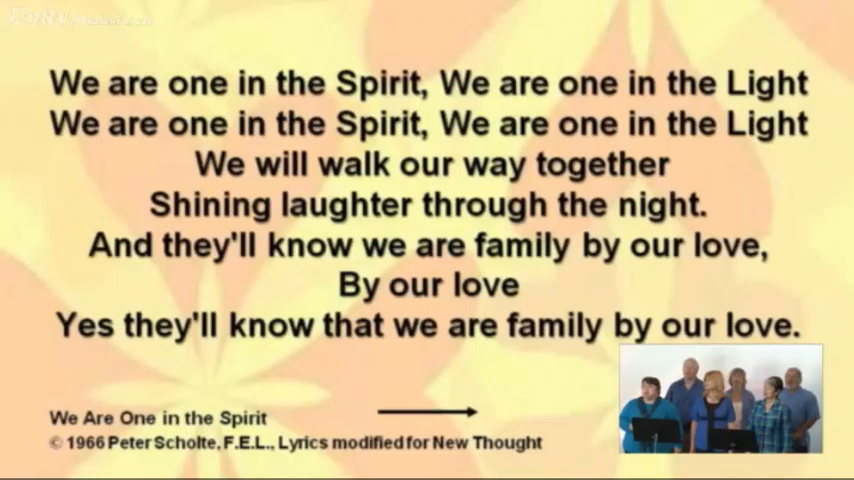 We are one in the Spirit, We are one in the Light
We are one in the Spirit, We are one in the Light
We will walk our way together
Shining laughter through the night.
And they'll know we are family by our love,
By our love
Yes they'll know that we are family by our love.
We Are One in the Spirit
© 1966 Peter Scholte, F.E.L., Lyrics modified for New Thought